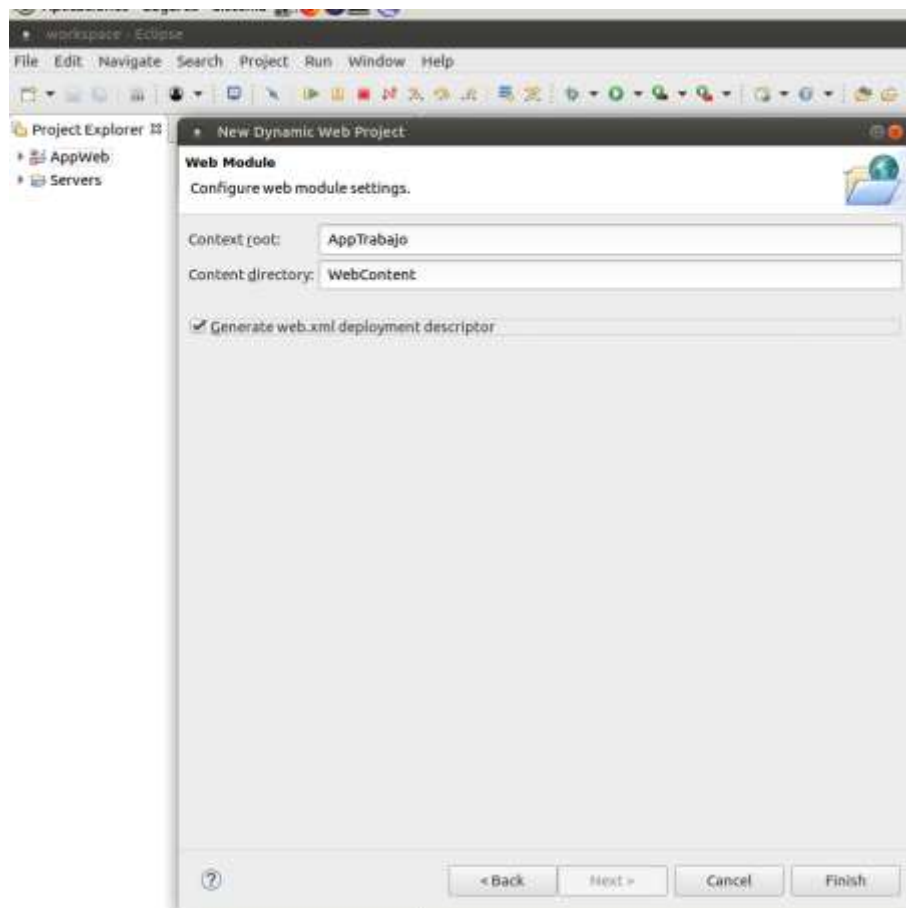 workspace - Eclipse
File Edit Navigate Search Project Run Window Help
Project Explorer
New Dynamic Web Project
AppWeb
Servers
Web Module
Configure web module settings.
Context root: AppTrabajo
Content directory: WebContent
Generate web.xml deployment descriptor
? < Back Next > Cancel Finish